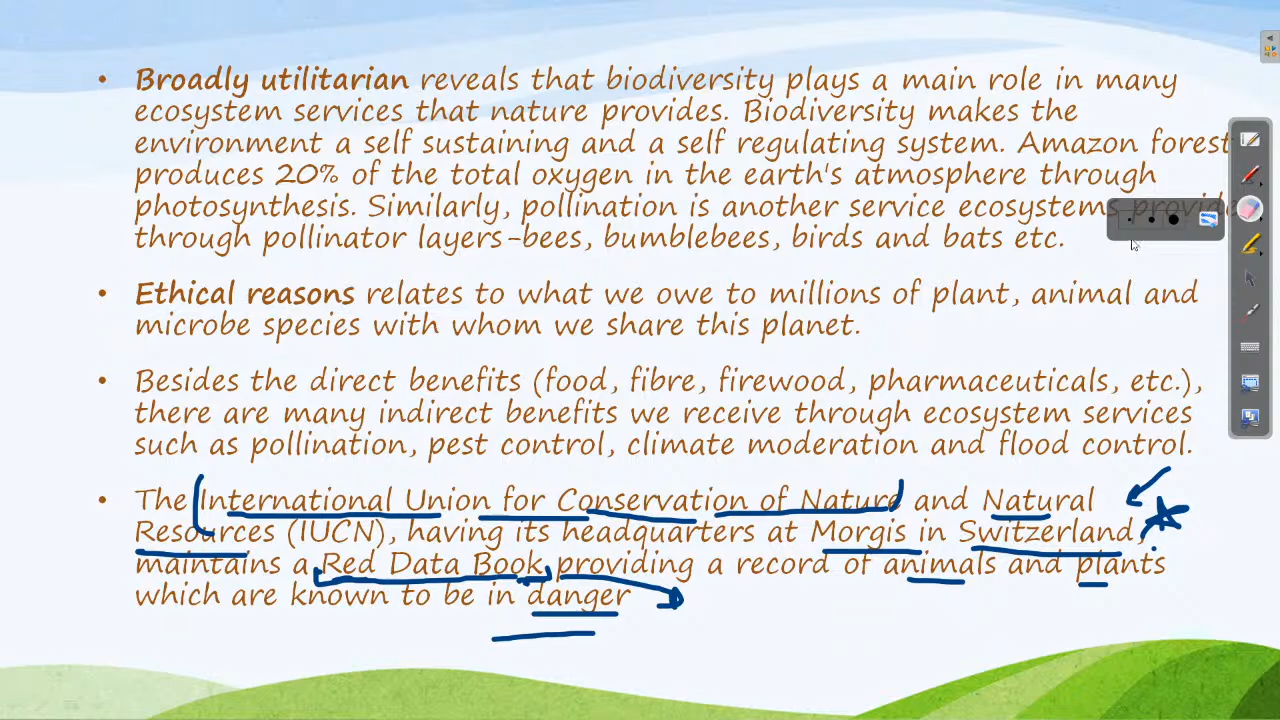 • Broadly utilitarian reveals that biodiversity plays a main role in many
ecosystem services that nature provides. Biodiversity makes the
environment a self sustaining and a self regulating system. Amazon forest
produces 20% of the total oxygen in the earth's atmosphere through
photosynthesis. Similarly, pollination is another service ecosystems provide
through pollinator layers-bees, bumblebees, birds and bats etc.
• Ethical reasons relates to what we owe to millions of plant, animal and
microbe species with whom we share this planet.
• Besides the direct benefits (food, fibre, firewood, pharmaceuticals, etc.),
there are many indirect benefits we receive through ecosystem services
such as pollination, pest control, climate moderation and flood control.
• The International Union for Conservation of Nature and Natural
Resources (IUCN), having its headquarters at Morgis in Switzerland,
maintains a Red Data Book providing a record of animals and plants
which are known to be in danger